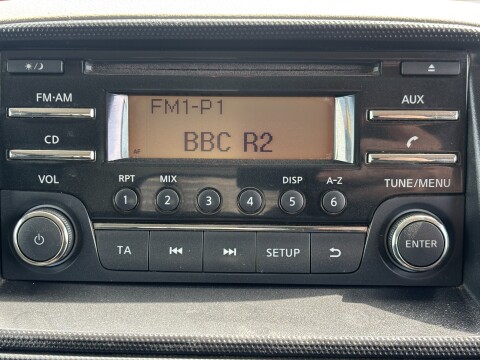 FM1-P1
AF
BBC R2
FM·AM
AUX
CD
VOL
RPT MIX DISP A-Z
TUNE/MENU
1 2 3 4 5 6
TA SETUP
ENTER